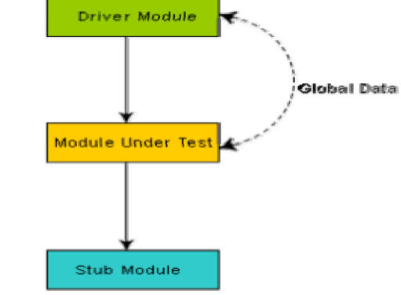 Driver Module
Global Data
Module Under Test
Stub Module